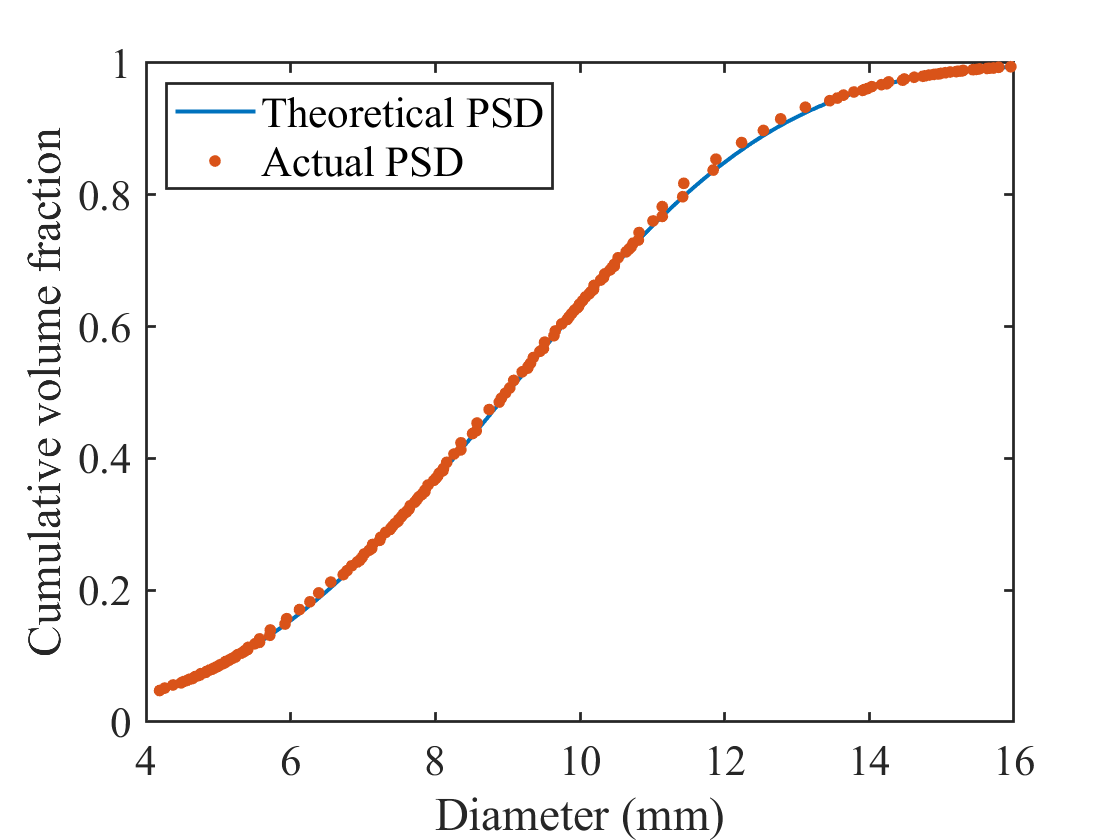 Theoretical PSD
Actual PSD
1
0.8
0.6
0.4
0.2
0
Cumulative volume fraction
4 6 8 10 12 14 16
Diameter (mm)